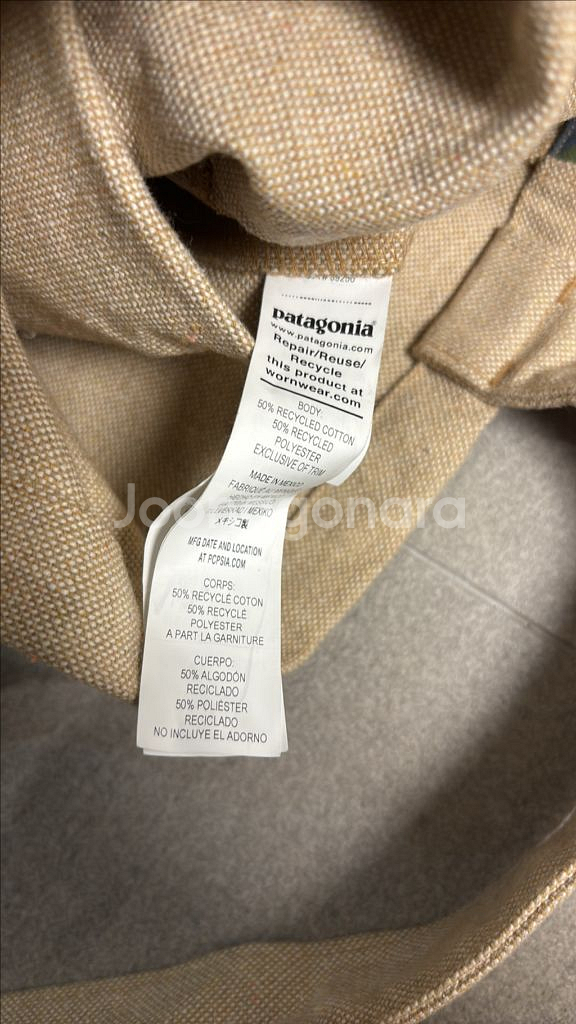 patagonia®
www.patagonia.com
Repair/Reuse/
Recycle
this product at
wornwear.com
BODY:
50% RECYCLED COTTON
50% RECYCLED
POLYESTER
EXCLUSIVE OF TRIM
MADE IN MEXICO
メキシコ製
MFG DATE AND LOCATION
AT PCPSIA.COM
CORPS:
50% RECYCLÉ COTON
50% RECYCLÉ
POLYESTER
A PART LA GARNITURE
CUERPO:
50% ALGODÓN
RECICLADO
50% POLIÉSTER
RECICLADO
NO INCLUYE EL ADORNO